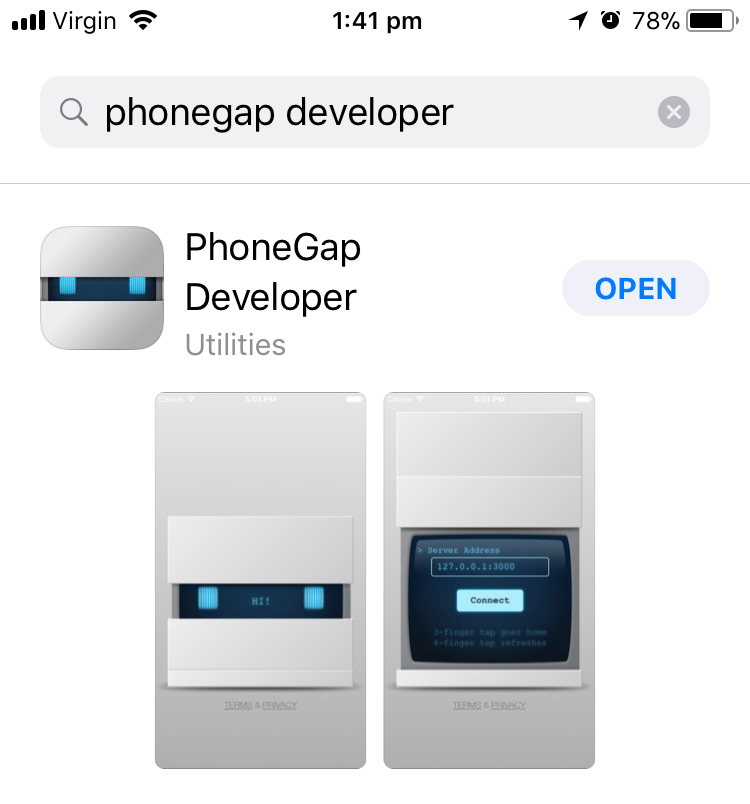 Virgin 1:41 pm 78%
phonegap developer
PhoneGap
Developer
OPEN
Utilities
Carrier 5:03 PM
HI!
TERMS & PRIVACY
Carrier 5:03 PM
> Server Address
127.0.0.1:3000
Connect
3-finger tap goes home
4-finger tap refreshes
TERMS & PRIVACY